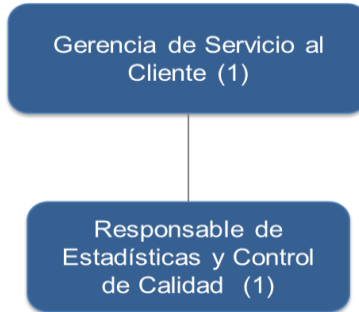 Gerencia de Servicio al
Cliente (1)
Responsable de
Estadísticas y Control
de Calidad (1)